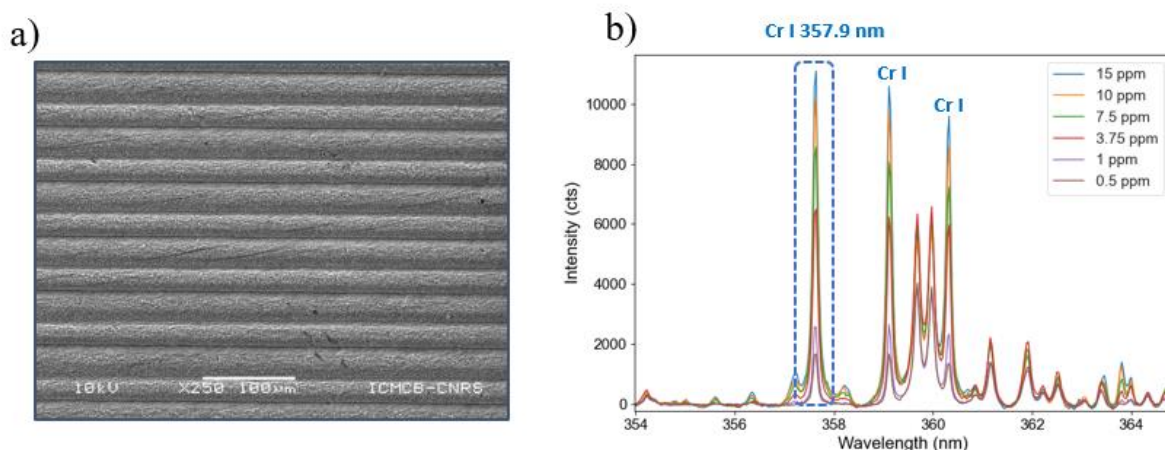 a)
10kV X250 100µm ICMCB-CNRS
b)
Cr I 357.9 nm
Cr I
Cr I
15 ppm
10 ppm
7.5 ppm
3.75 ppm
1 ppm
0.5 ppm
10000
8000
6000
4000
2000
0
Intensity (cts)
354 356 358 360 362 364
Wavelength (nm)